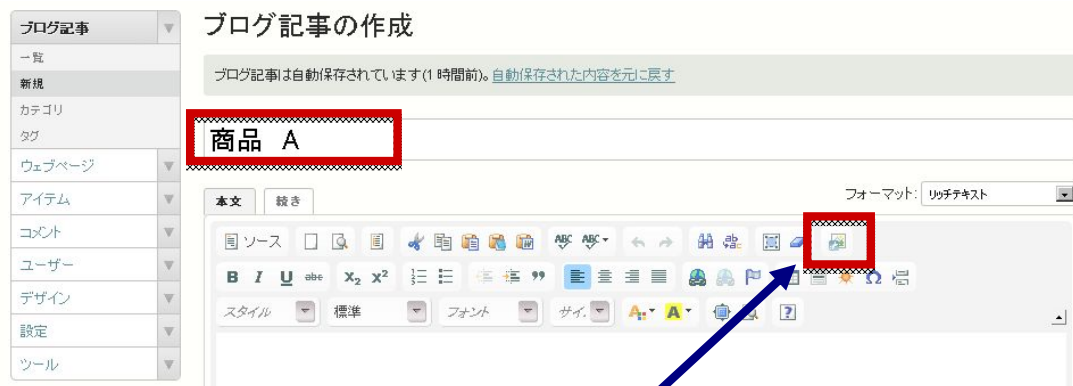 ブログ記事
一覧
新規
カテゴリ
タグ
ウェブページ
アイテム
コメント
ユーザー
デザイン
設定
ツール
ブログ記事の作成
ブログ記事は自動保存されています(1 時間前)。自動保存された内容を元に戻す
商品 A
本文 続き
フォーマット: リッチテキスト
ソース ABC ABC
B I U abc X₂ X²
スタイル 標準 フォント サイ. A A ?